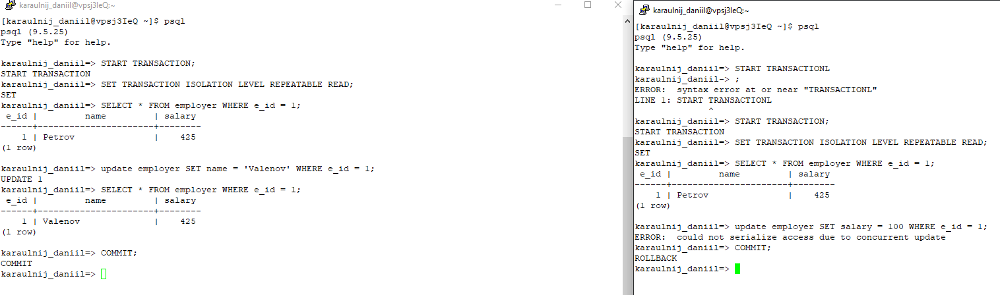 karaulnij_daniil@vpsj3IeQ:~
[karaulnij_daniil@vpsj3IeQ ~]$ psql
psql (9.5.25)
Type "help" for help.

karaulnij_daniil=> START TRANSACTION;
START TRANSACTION
karaulnij_daniil=> SET TRANSACTION ISOLATION LEVEL REPEATABLE READ;
SET
karaulnij_daniil=> SELECT * FROM employer WHERE e_id = 1;
 e_id |         name         | salary
------+----------------------+--------
    1 | Petrov               |    425
(1 row)

karaulnij_daniil=> update employer SET name = 'Valenov' WHERE e_id = 1;
UPDATE 1
karaulnij_daniil=> SELECT * FROM employer WHERE e_id = 1;
 e_id |         name         | salary
------+----------------------+--------
    1 | Valenov              |    425
(1 row)

karaulnij_daniil=> COMMIT;
COMMIT
karaulnij_daniil=>
karaulnij_daniil@vpsj3IeQ:~
[karaulnij_daniil@vpsj3IeQ ~]$ psql
psql (9.5.25)
Type "help" for help.

karaulnij_daniil=> START TRANSACTIONL
karaulnij_daniil-> ;
ERROR:  syntax error at or near "TRANSACTIONL"
LINE 1: START TRANSACTIONL
              ^
karaulnij_daniil=> START TRANSACTION;
START TRANSACTION
karaulnij_daniil=> SET TRANSACTION ISOLATION LEVEL REPEATABLE READ;
SET
karaulnij_daniil=> SELECT * FROM employer WHERE e_id = 1;
 e_id |         name         | salary
------+----------------------+--------
    1 | Petrov               |    425
(1 row)

karaulnij_daniil=> update employer SET salary = 100 WHERE e_id = 1;
ERROR:  could not serialize access due to concurrent update
karaulnij_daniil=> COMMIT;
ROLLBACK
karaulnij_daniil=>